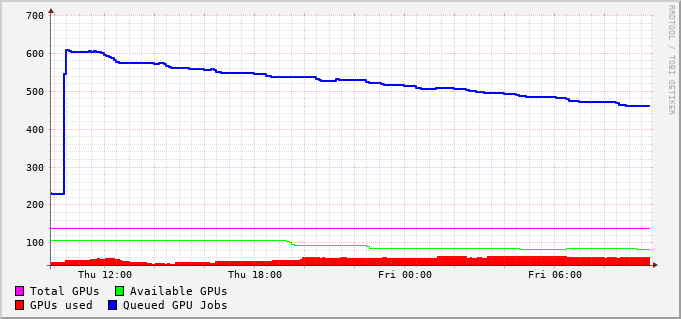 700
600
500
400
300
200
100
Thu 12:00 Thu 18:00 Fri 00:00 Fri 06:00
Total GPUs Available GPUs
GPUs used Queued GPU Jobs
RRDTOOL / TOBI OETIKER